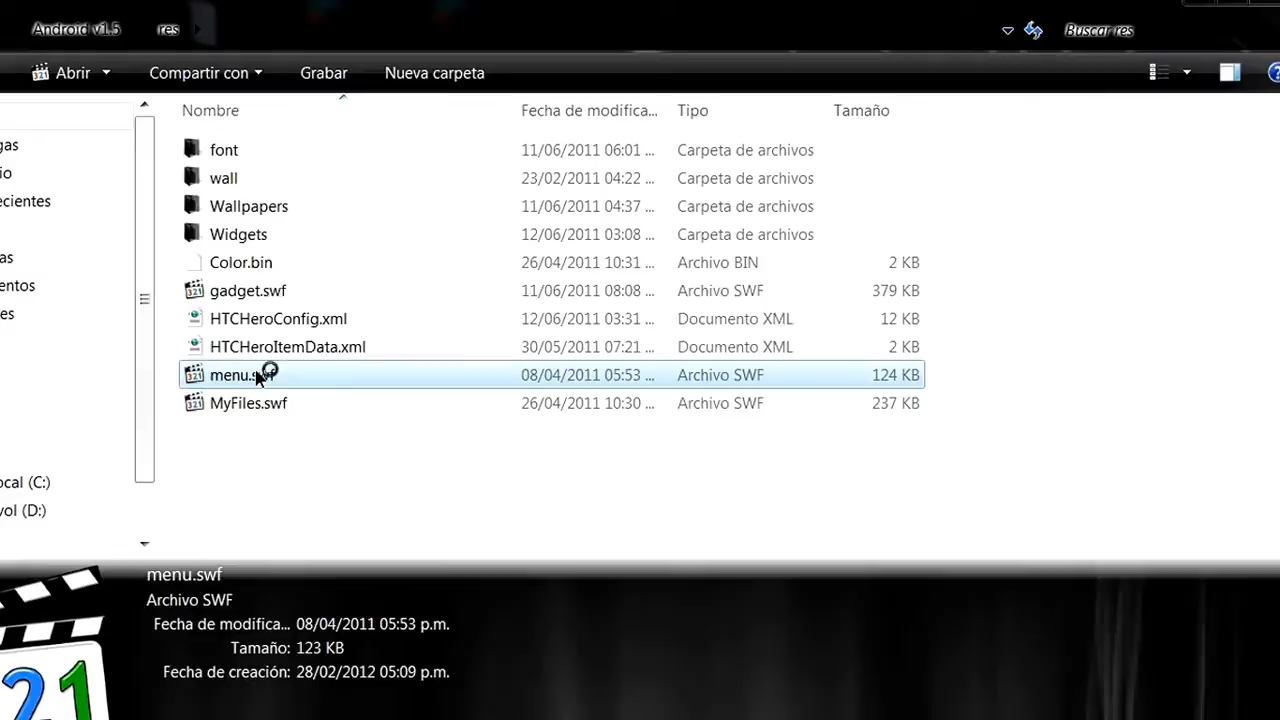 Android v1.5 res Buscar res
Abrir Compartir con Grabar Nueva carpeta
Nombre Fecha de modifica... Tipo Tamaño
font 11/06/2011 06:01 ... Carpeta de archivos
wall 23/02/2011 04:22 ... Carpeta de archivos
Wallpapers 11/06/2011 04:37 ... Carpeta de archivos
Widgets 12/06/2011 03:08 ... Carpeta de archivos
Color.bin 26/04/2011 10:31 ... Archivo BIN 2 KB
gadget.swf 11/06/2011 08:08 ... Archivo SWF 379 KB
HTCHeroConfig.xml 12/06/2011 03:31 ... Documento XML 12 KB
HTCHeroItemData.xml 30/05/2011 07:21 ... Documento XML 2 KB
menu.swf 08/04/2011 05:53 ... Archivo SWF 124 KB
MyFiles.swf 26/04/2011 10:30 ... Archivo SWF 237 KB
gas
io
ecientes
as
entos
es
ocal (C:)
vol (D:)
menu.swf
Archivo SWF
Fecha de modifica... 08/04/2011 05:53 p.m.
Tamaño: 123 KB
Fecha de creación: 28/02/2012 05:09 p.m.
321